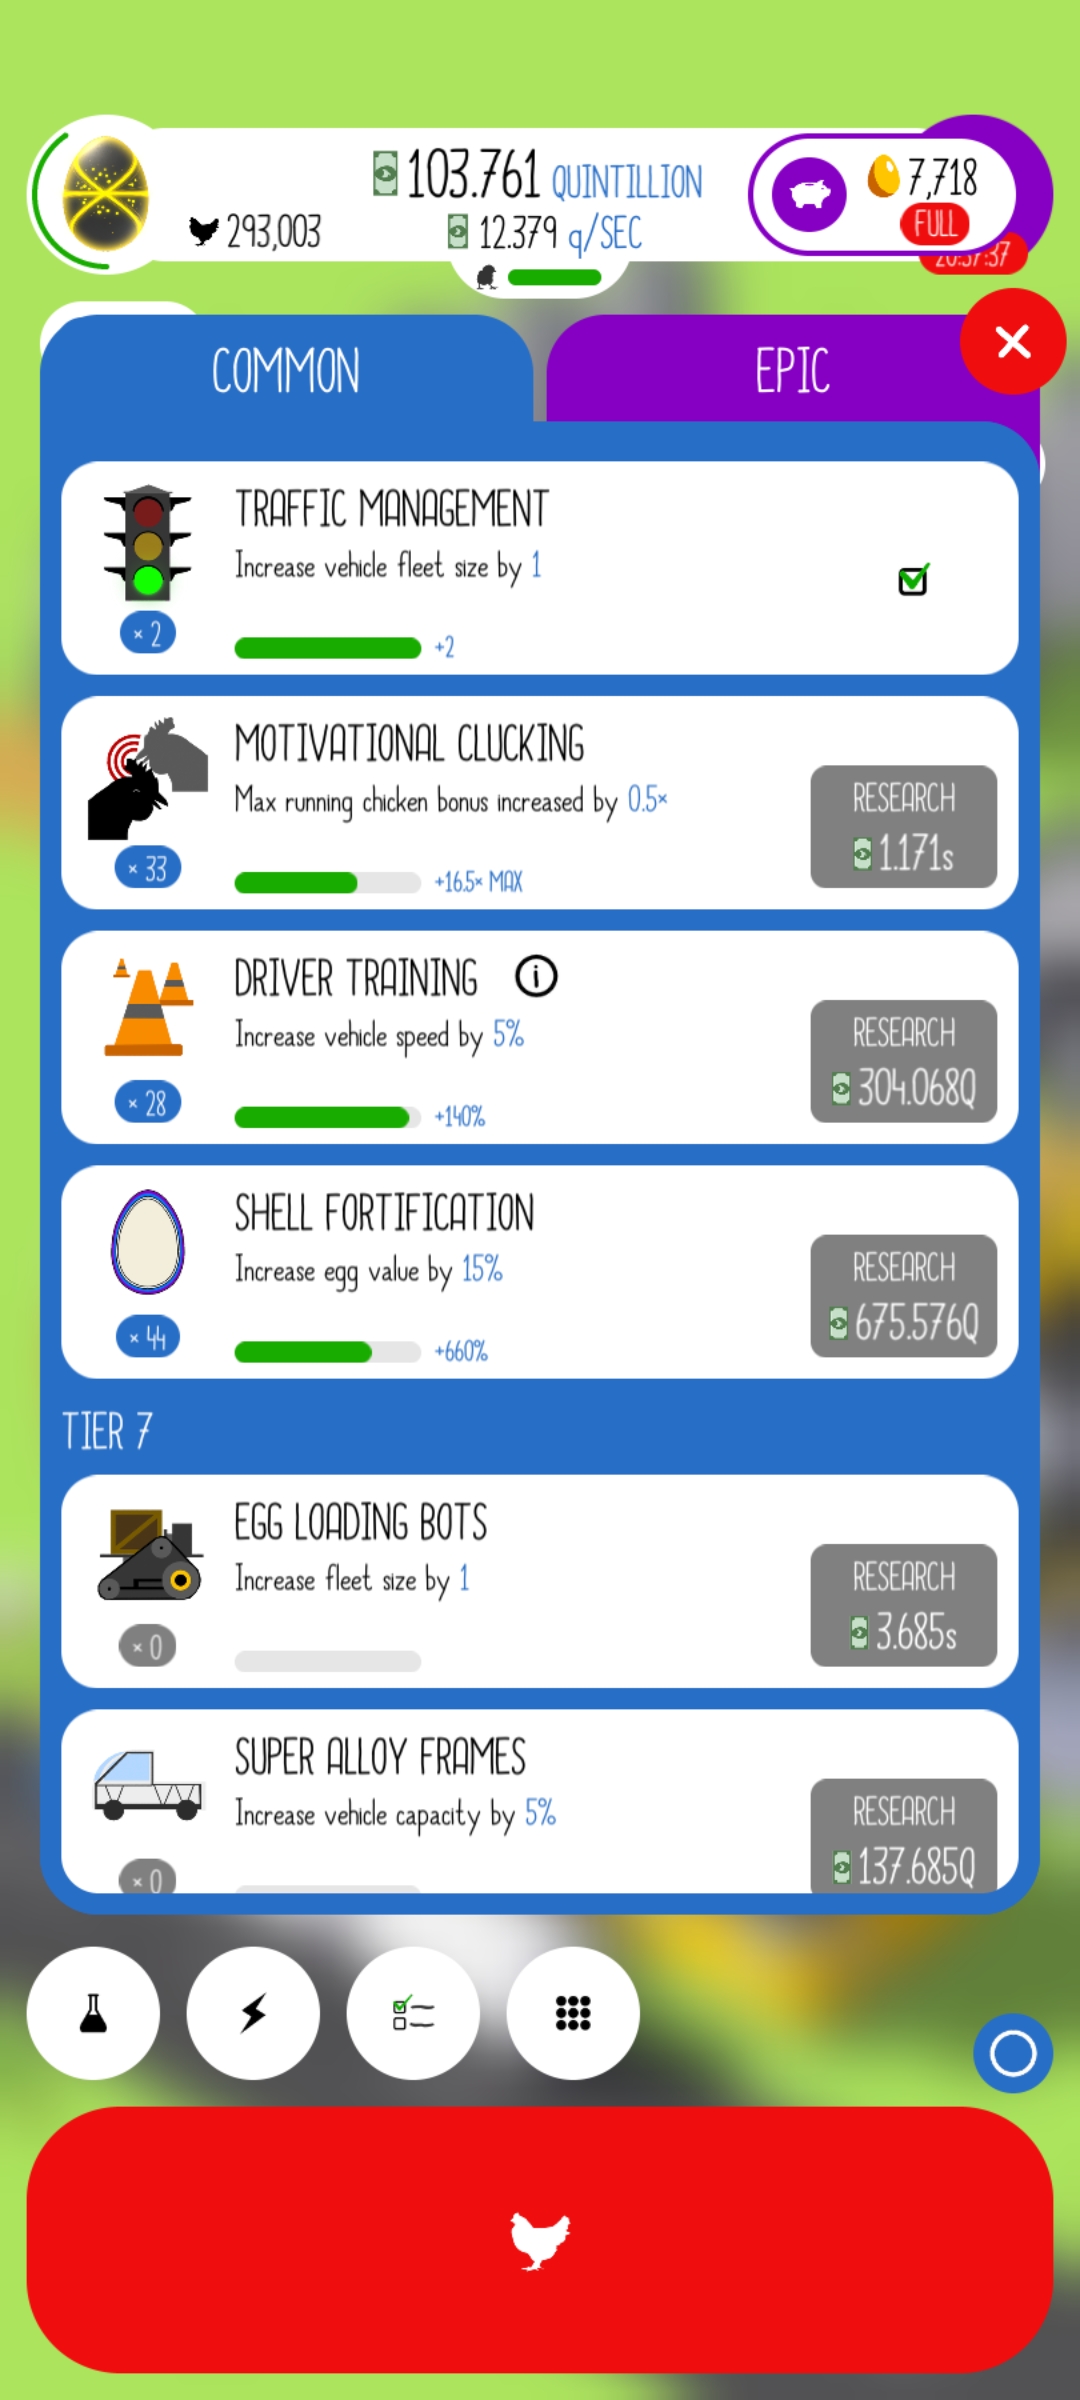 103.761 QUINTILLION
7,718
293,003
12.379 q/SEC
FULL
20:57:37
COMMON
EPIC
TRAFFIC MANAGEMENT
Increase vehicle fleet size by 1
× 2
+2
MOTIVATIONAL CLUCKING
Max running chicken bonus increased by 0.5×
RESEARCH
1.171s
× 33
+16.5× MAX
DRIVER TRAINING
Increase vehicle speed by 5%
RESEARCH
304.068Q
× 28
+140%
SHELL FORTIFICATION
Increase egg value by 15%
RESEARCH
675.576Q
× 44
+660%
TIER 7
EGG LOADING BOTS
Increase fleet size by 1
RESEARCH
3.685s
× 0
SUPER ALLOY FRAMES
Increase vehicle capacity by 5%
RESEARCH
137.685Q
× 0